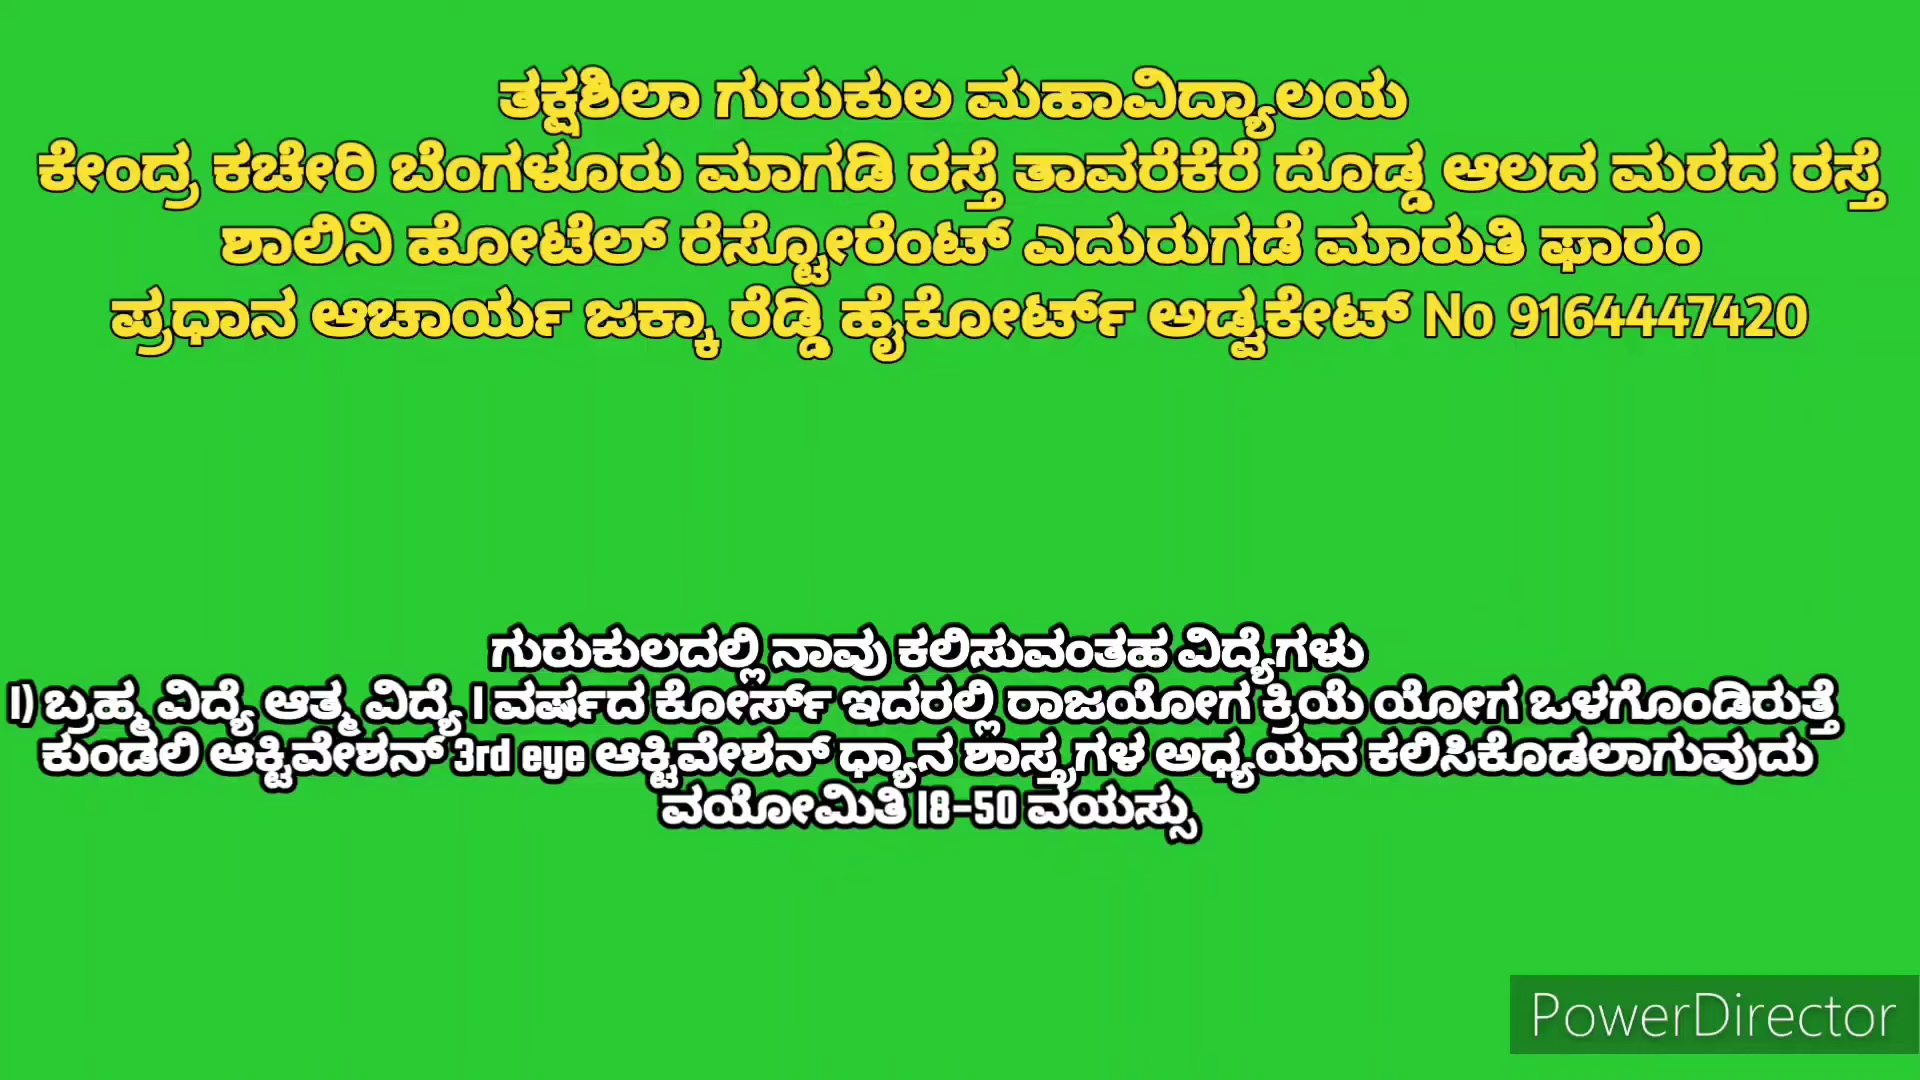 ತಕ್ಷಶಿಲಾ ಗುರುಕುಲ ಮಹಾವಿದ್ಯಾಲಯ
ಕೇಂದ್ರ ಕಚೇರಿ ಬೆಂಗಳೂರು ಮಾಗಡಿ ರಸ್ತೆ ತಾವರೆಕೆರೆ ದೊಡ್ಡ ಆಲದ ಮರದ ರಸ್ತೆ
ಶಾಲಿನಿ ಹೋಟೆಲ್ ರೆಸ್ಟೋರೆಂಟ್ ಎದುರುಗಡೆ ಮಾರುತಿ ಫಾರಂ
ಪ್ರಧಾನ ಆಚಾರ್ಯ ಜಕ್ಕಾ ರೆಡ್ಡಿ ಹೈಕೋರ್ಟ್ ಅಡ್ವಕೇಟ್ No 9164447420
ಗುರುಕುಲದಲ್ಲಿ ನಾವು ಕಲಿಸುವಂತಹ ವಿದ್ಯೆಗಳು
1) ಬ್ರಹ್ಮ ವಿದ್ಯೆ ಆತ್ಮ ವಿದ್ಯೆ 1 ವರ್ಷದ ಕೋರ್ಸ್ ಇದರಲ್ಲಿ ರಾಜಯೋಗ ಕ್ರಿಯೆ ಯೋಗ ಒಳಗೊಂಡಿರುತ್ತೆ
ಕುಂಡಲಿ ಆಕ್ಟಿವೇಶನ್ 3rd eye ಆಕ್ಟಿವೇಶನ್ ಧ್ಯಾನ ಶಾಸ್ತ್ರಗಳ ಅಧ್ಯಯನ ಕಲಿಸಿಕೊಡಲಾಗುವುದು
ವಯೋಮಿತಿ 18-50 ವಯಸ್ಸು
PowerDirector